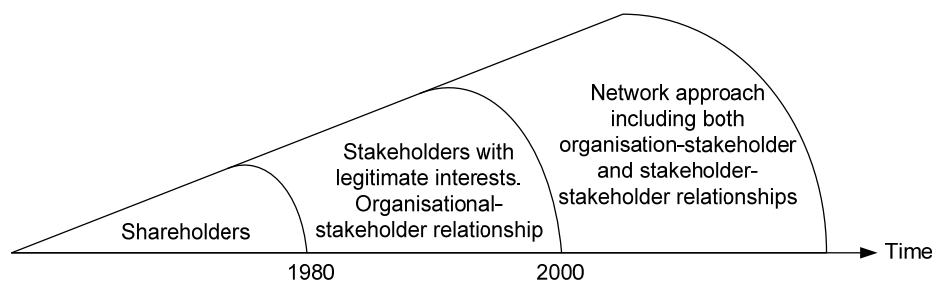 Shareholders
Stakeholders with
legitimate interests.
Organisational-
stakeholder relationship
Network approach
including both
organisation-stakeholder
and stakeholder-
stakeholder relationships
Time
1980
2000